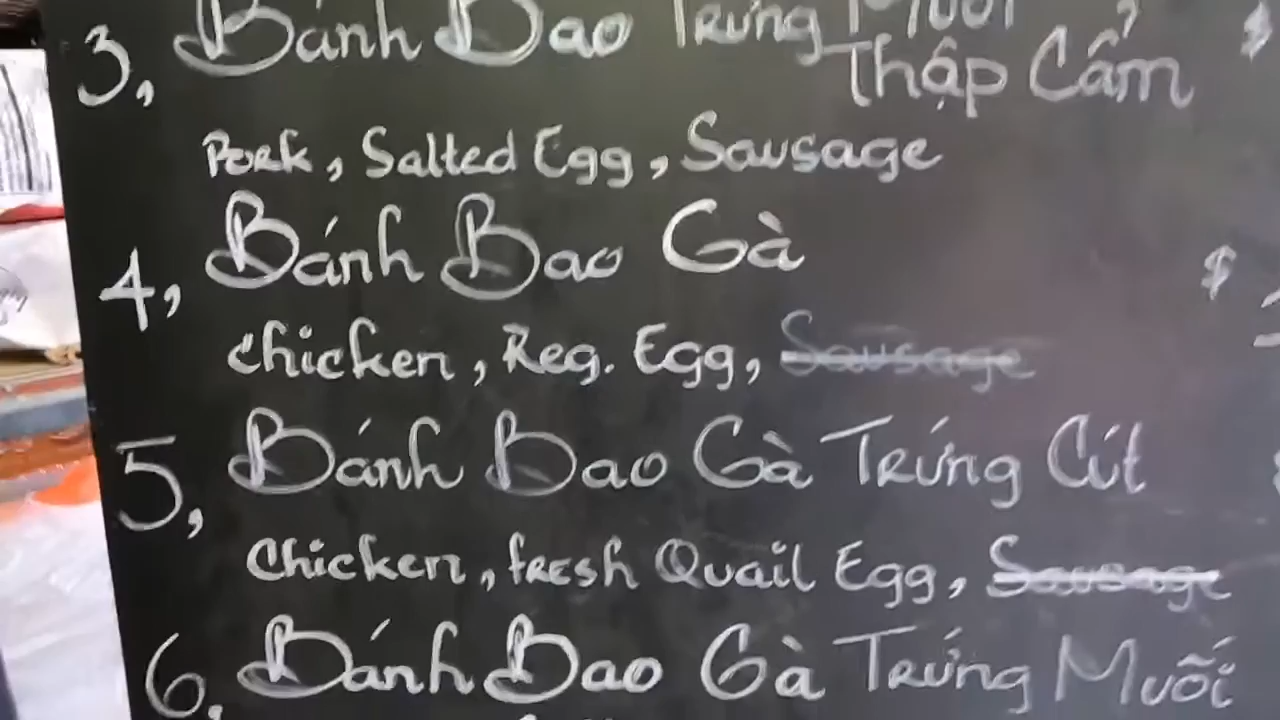 3, Bánh Bao Trứng Muối
Thập Cẩm
$
Pork, Salted Egg, Sausage
4, Bánh Bao Gà
$
Chicken, Reg. Egg, Sausage
5, Bánh Bao Gà Trứng Cút
Chicken, fresh Quail Egg, Sausage
6, Bánh Bao Gà Trứng Muối